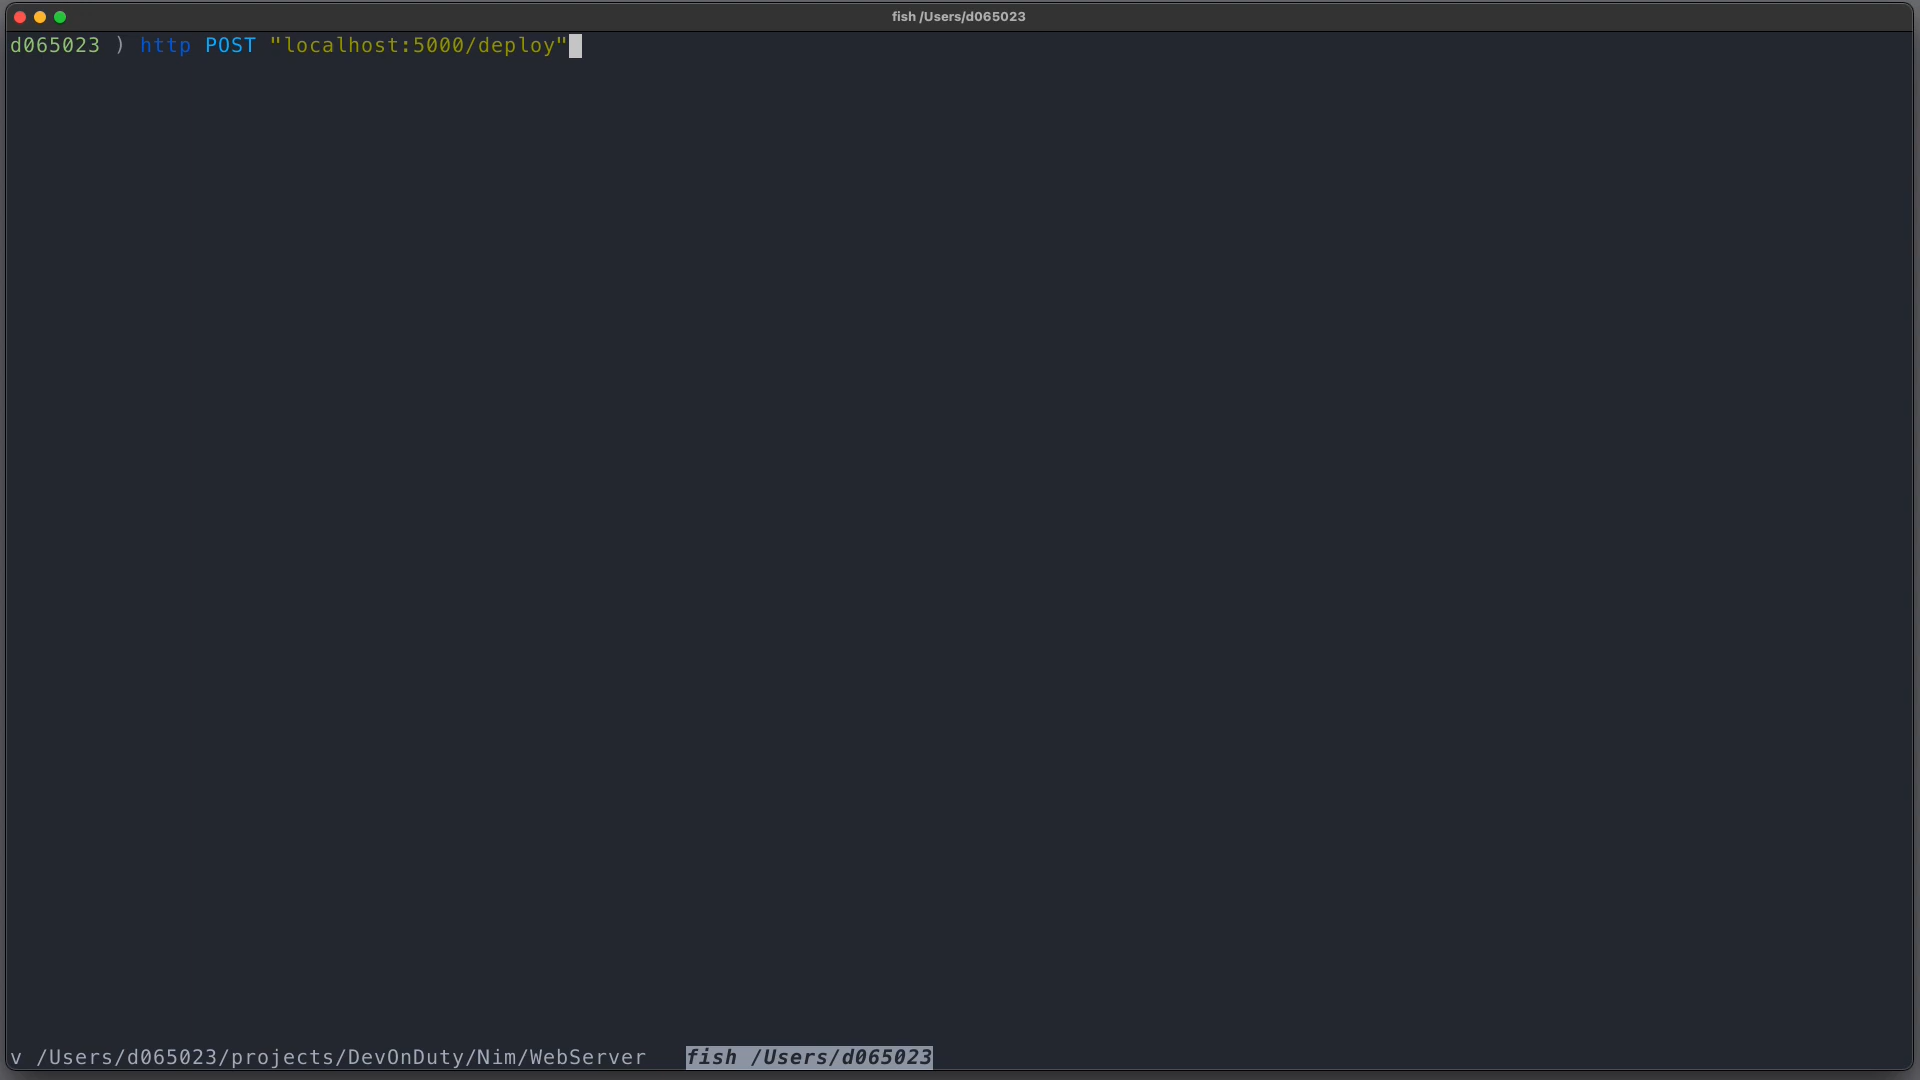 fish /Users/d065023
d065023 ) http POST "localhost:5000/deploy"
v /Users/d065023/projects/DevOnDuty/Nim/WebServer fish /Users/d065023